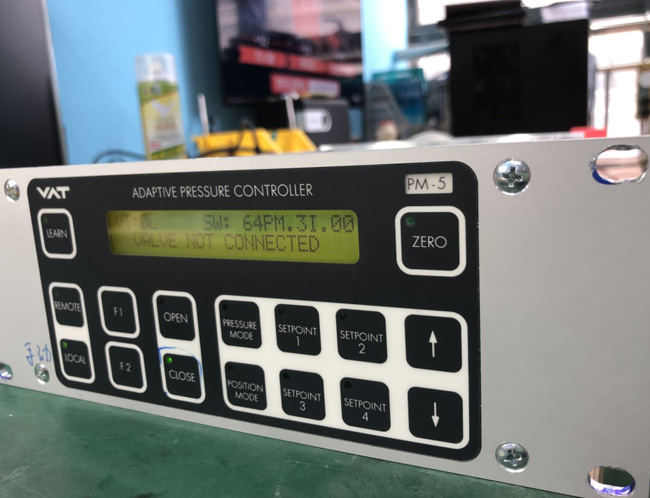 VAT
ADAPTIVE PRESSURE CONTROLLER
PM-5
SW: 64PM.3I.00
VALVE NOT CONNECTED
LEARN
ZERO
REMOTE
F1
OPEN
PRESSURE MODE
SETPOINT 1
SETPOINT 2
↑
LOCAL
F2
CLOSE
POSITION MODE
SETPOINT 3
SETPOINT 4
↓